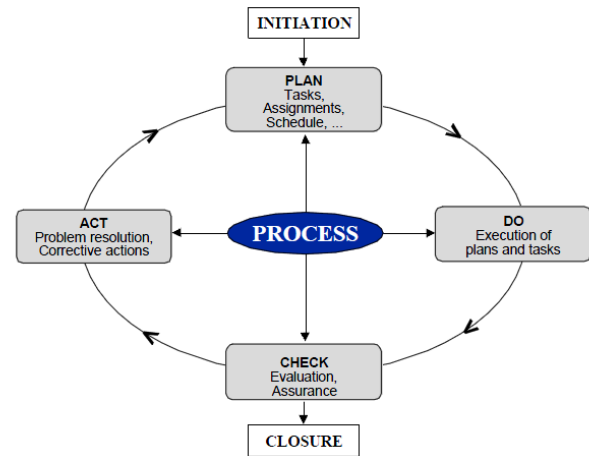 INITIATION
PLAN
Tasks,
Assignments,
Schedule, ...
ACT
Problem resolution,
Corrective actions
PROCESS
DO
Execution of
plans and tasks
CHECK
Evaluation,
Assurance
CLOSURE